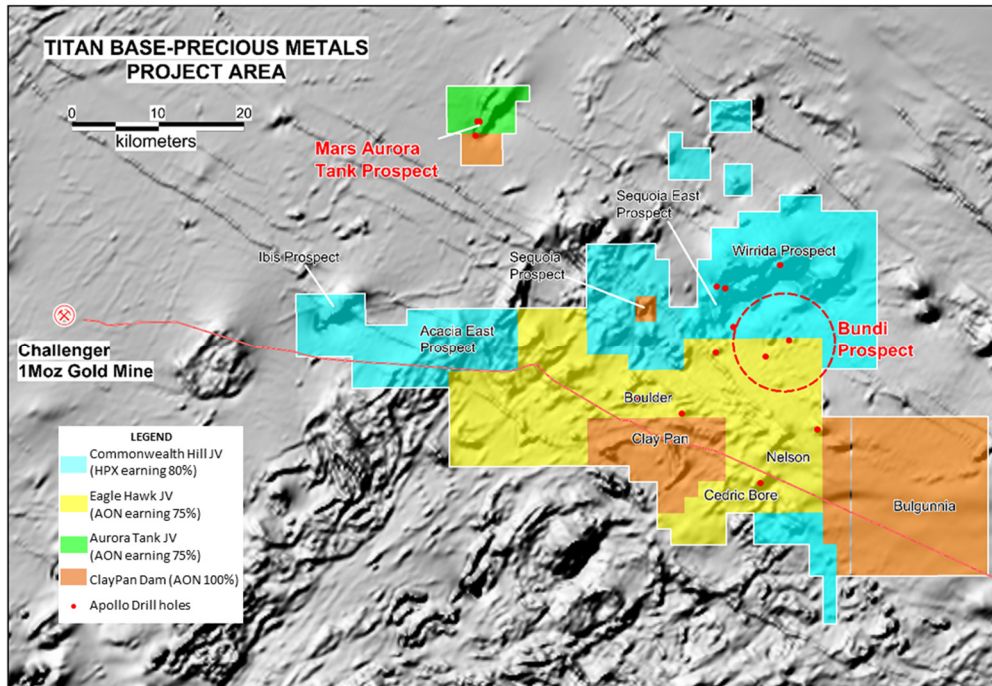 TITAN BASE-PRECIOUS METALS
PROJECT AREA
0 10 20
kilometers
Mars Aurora
Tank Prospect
Sequoia East
Prospect
Ibis Prospect
Sequoia
Prospect
Wirrida Prospect
Challenger
1Moz Gold Mine
Acacia East
Prospect
Bundi
Prospect
Boulder
Clay Pan
Nelson
Cedric Bore
Bulgunnia
LEGEND
Commonwealth Hill JV
(HPX earning 80%)
Eagle Hawk JV
(AON earning 75%)
Aurora Tank JV
(AON earning 75%)
ClayPan Dam (AON 100%)
Apollo Drill holes